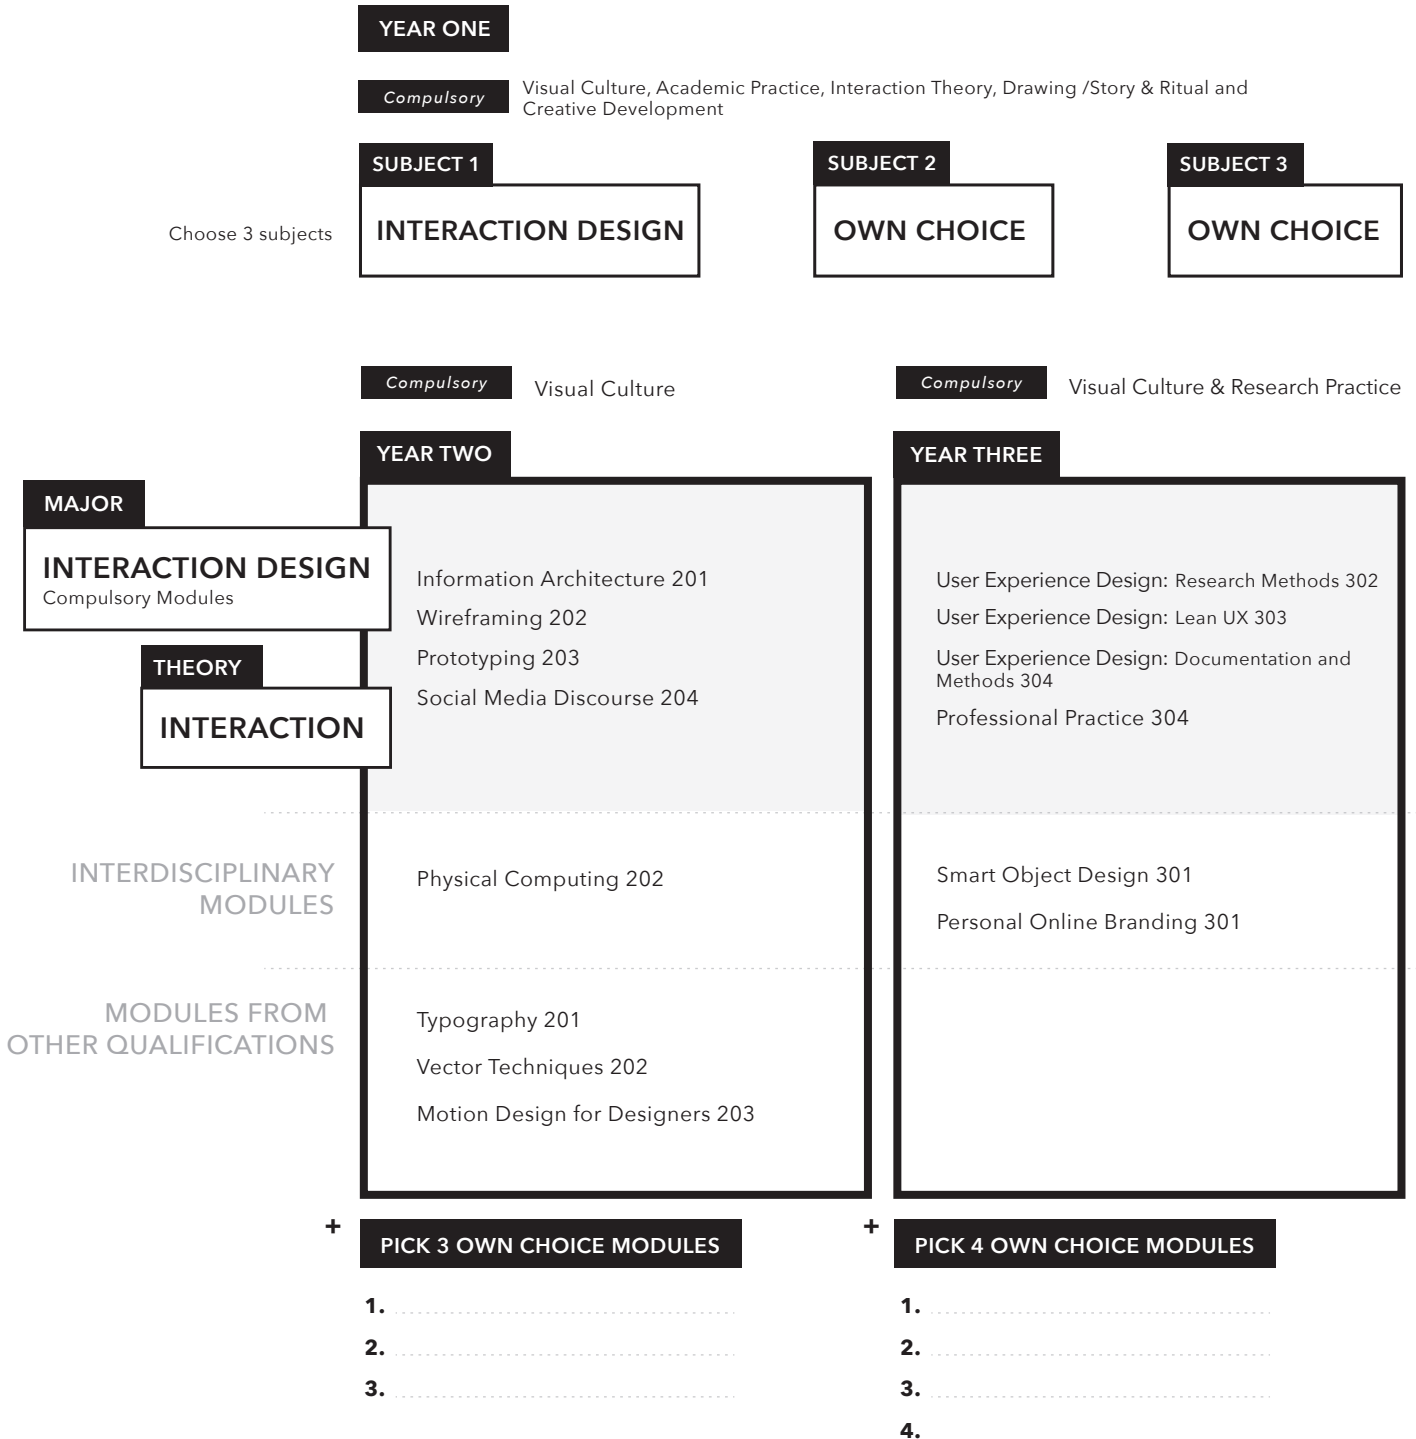 YEAR ONE
Compulsory
Visual Culture, Academic Practice, Interaction Theory, Drawing /Story & Ritual and
Creative Development
SUBJECT 1
SUBJECT 2
SUBJECT 3
Choose 3 subjects
INTERACTION DESIGN
OWN CHOICE
OWN CHOICE
Compulsory
Visual Culture
Compulsory
Visual Culture & Research Practice
YEAR TWO
YEAR THREE
MAJOR
INTERACTION DESIGN
Compulsory Modules
THEORY
INTERACTION
Information Architecture 201
Wireframing 202
Prototyping 203
Social Media Discourse 204
User Experience Design: Research Methods 302
User Experience Design: Lean UX 303
User Experience Design: Documentation and
Methods 304
Professional Practice 304
INTERDISCIPLINARY
MODULES
Physical Computing 202
Smart Object Design 301
Personal Online Branding 301
MODULES FROM
OTHER QUALIFICATIONS
Typography 201
Vector Techniques 202
Motion Design for Designers 203
+
PICK 3 OWN CHOICE MODULES
1.
2.
3.
+
PICK 4 OWN CHOICE MODULES
1.
2.
3.
4.